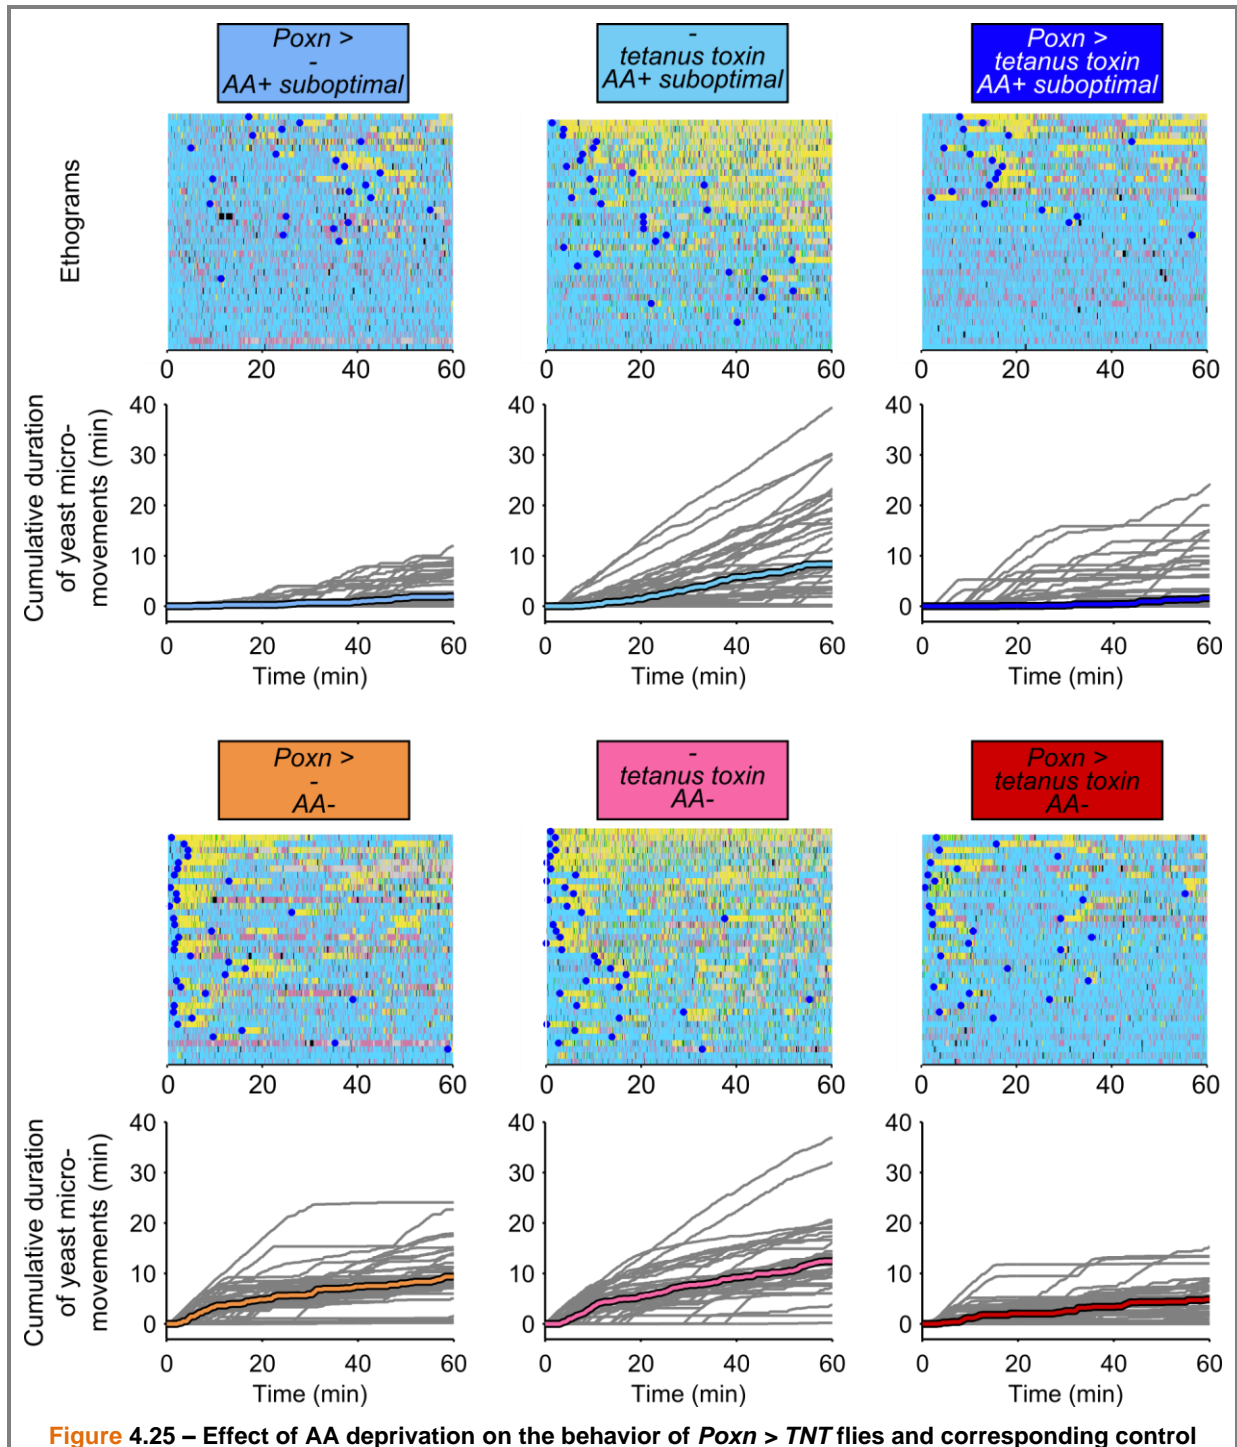 Poxn >
-
AA+ suboptimal
-
tetanus toxin
AA+ suboptimal
Poxn >
tetanus toxin
AA+ suboptimal
Ethograms
0 20 40 60
0 20 40 60
0 20 40 60
Cumulative duration
of yeast micro-
movements (min)
40
30
20
10
0
0 20 40 60
Time (min)
40
30
20
10
0
0 20 40 60
Time (min)
40
30
20
10
0
0 20 40 60
Time (min)
Poxn >
-
AA-
-
tetanus toxin
AA-
Poxn >
tetanus toxin
AA-
0 20 40 60
0 20 40 60
0 20 40 60
Cumulative duration
of yeast micro-
movements (min)
40
30
20
10
0
0 20 40 60
Time (min)
40
30
20
10
0
0 20 40 60
Time (min)
40
30
20
10
0
0 20 40 60
Time (min)
Figure 4.25 – Effect of AA deprivation on the behavior of Poxn > TNT flies and corresponding control